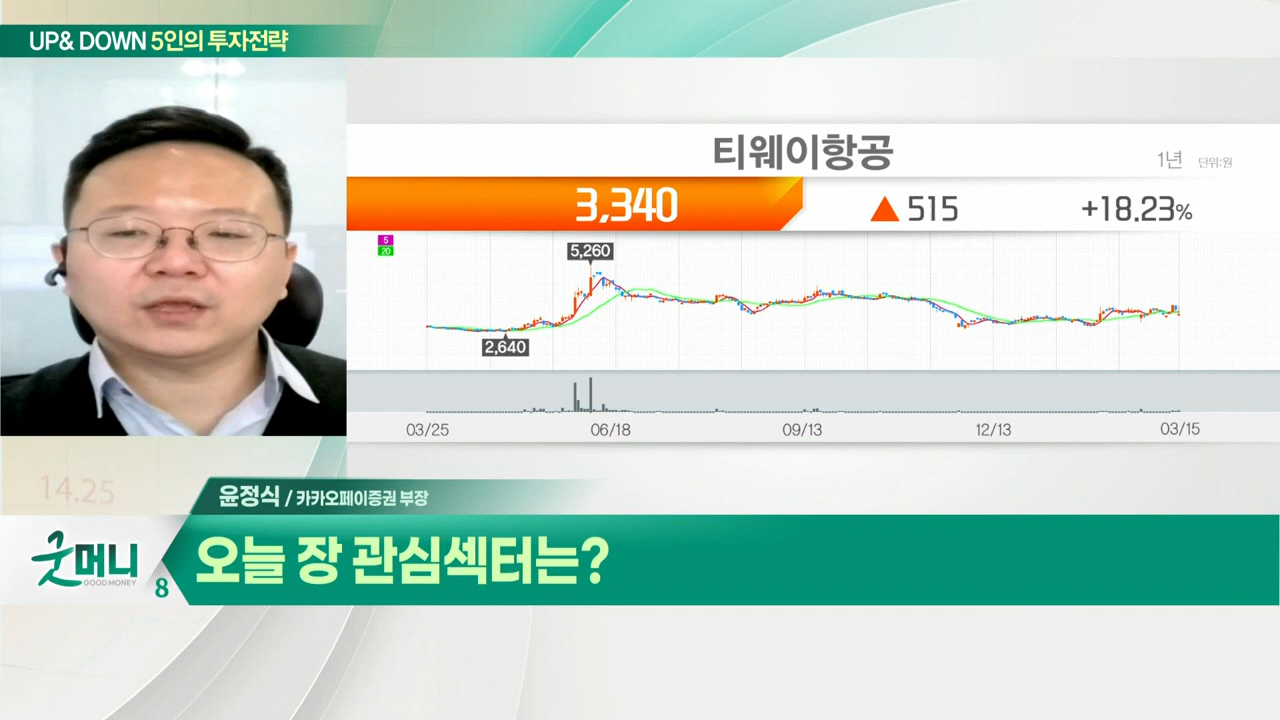 UP& DOWN 5인의 투자전략
티웨이항공
1년 단위:원
3,340 ▲ 515 +18.23%
5
20
5,260
2,640
03/25 06/18 09/13 12/13 03/15
14.25
윤정식 / 카카오페이증권 부장
굿머니
GOOD MONEY
8
오늘 장 관심섹터는?